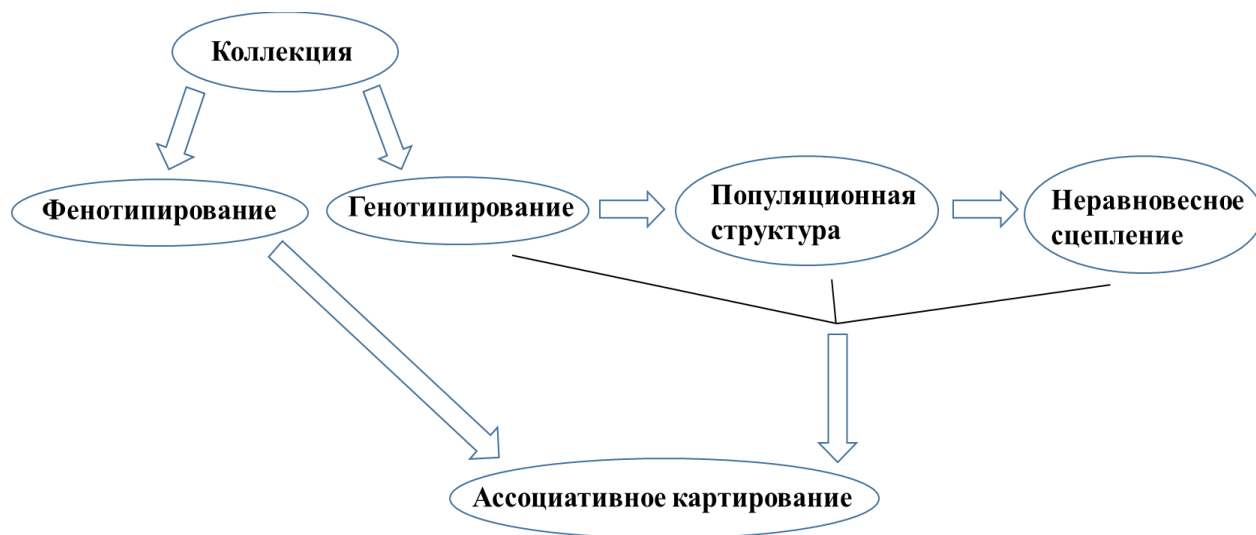 Коллекция
Фенотипирование
Генотипирование
Популяционная
структура
Неравновесное
сцепление
Ассоциативное картирование